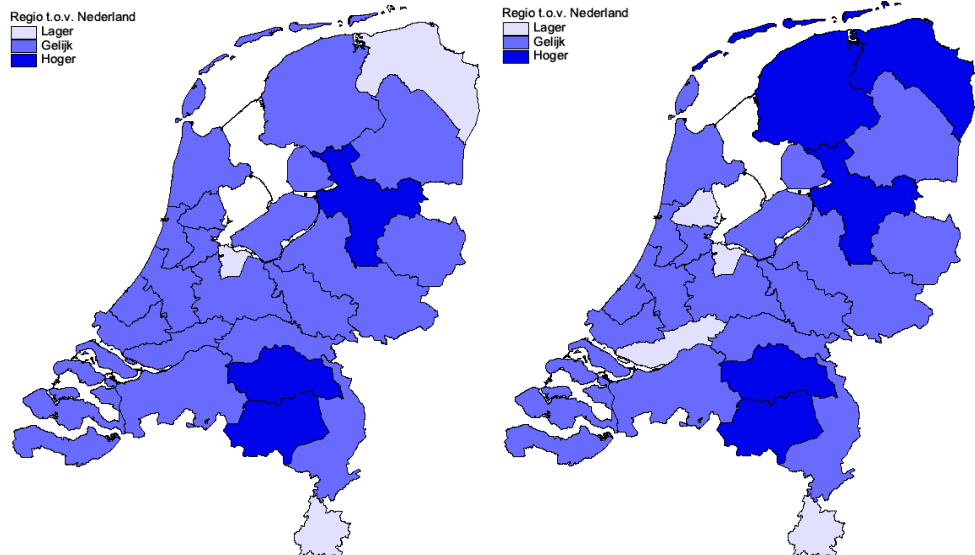 Regio t.o.v. Nederland
Lager
Gelijk
Hoger
Regio t.o.v. Nederland
Lager
Gelijk
Hoger